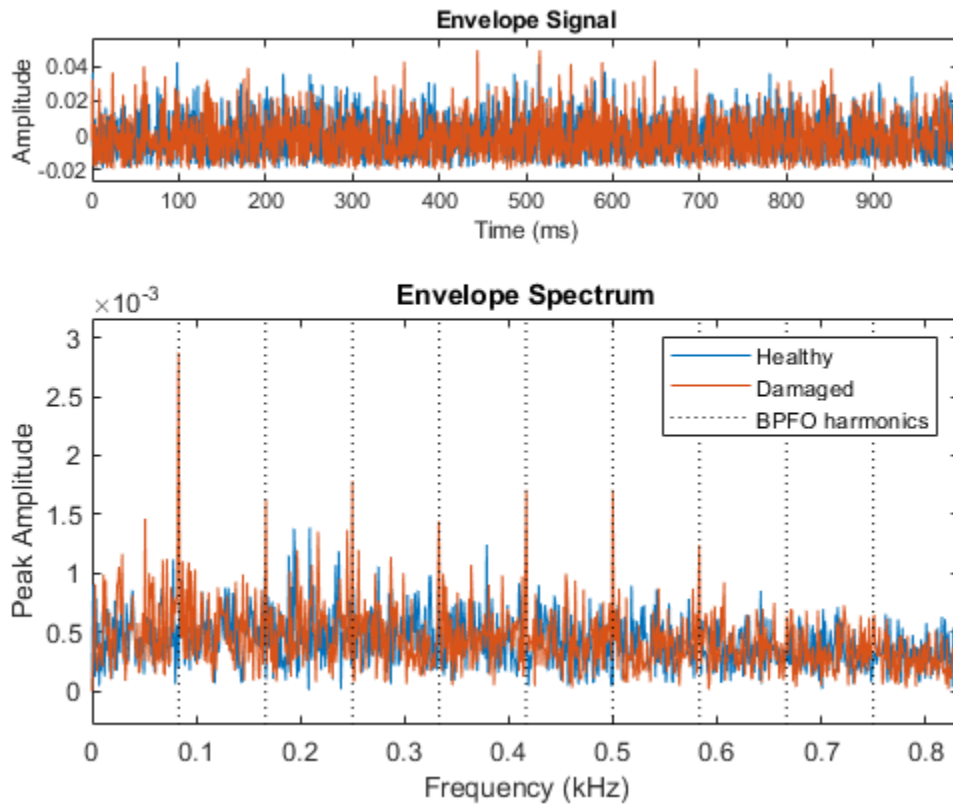 Envelope Signal
Amplitude
0.04
0.02
0
-0.02
0 100 200 300 400 500 600 700 800 900
Time (ms)
×10-3
Envelope Spectrum
Peak Amplitude
3
2.5
2
1.5
1
0.5
0
Healthy
Damaged
BPFO harmonics
0 0.1 0.2 0.3 0.4 0.5 0.6 0.7 0.8
Frequency (kHz)